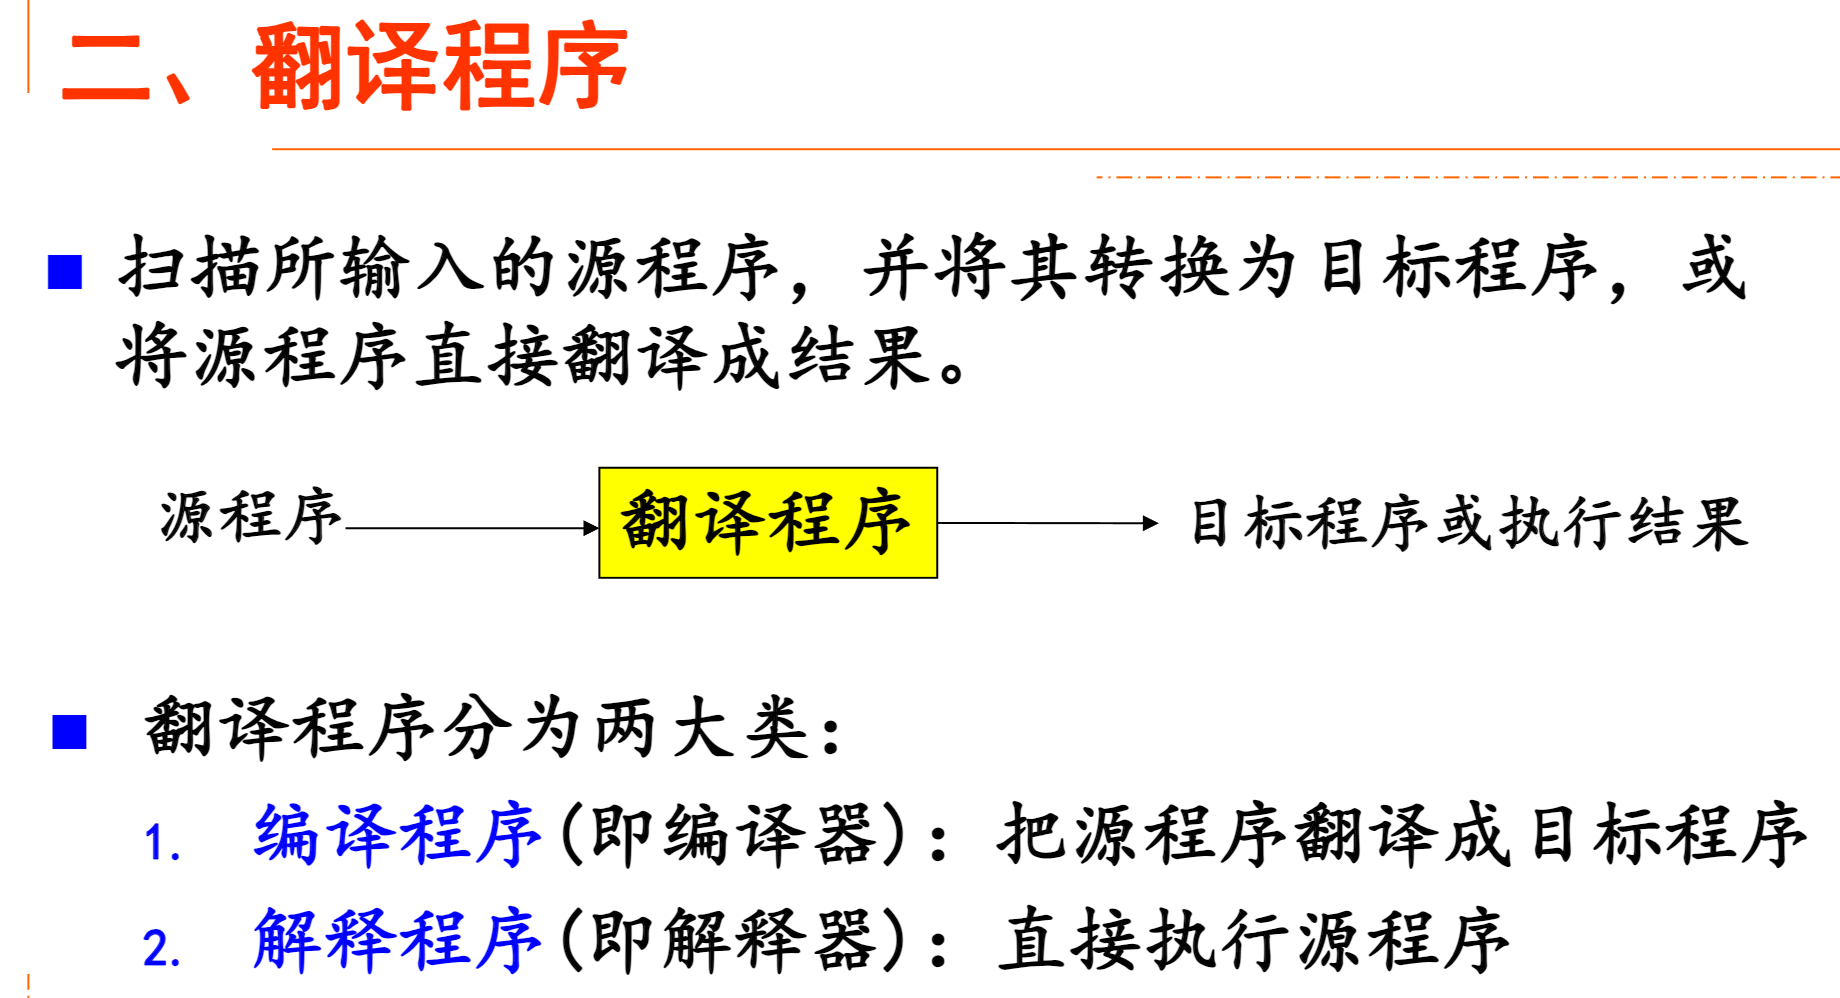 二、翻译程序
扫描所输入的源程序，并将其转换为目标程序，或
将源程序直接翻译成结果。
源程序 翻译程序 目标程序或执行结果
翻译程序分为两大类：
1. 编译程序(即编译器)：把源程序翻译成目标程序
2. 解释程序(即解释器)：直接执行源程序